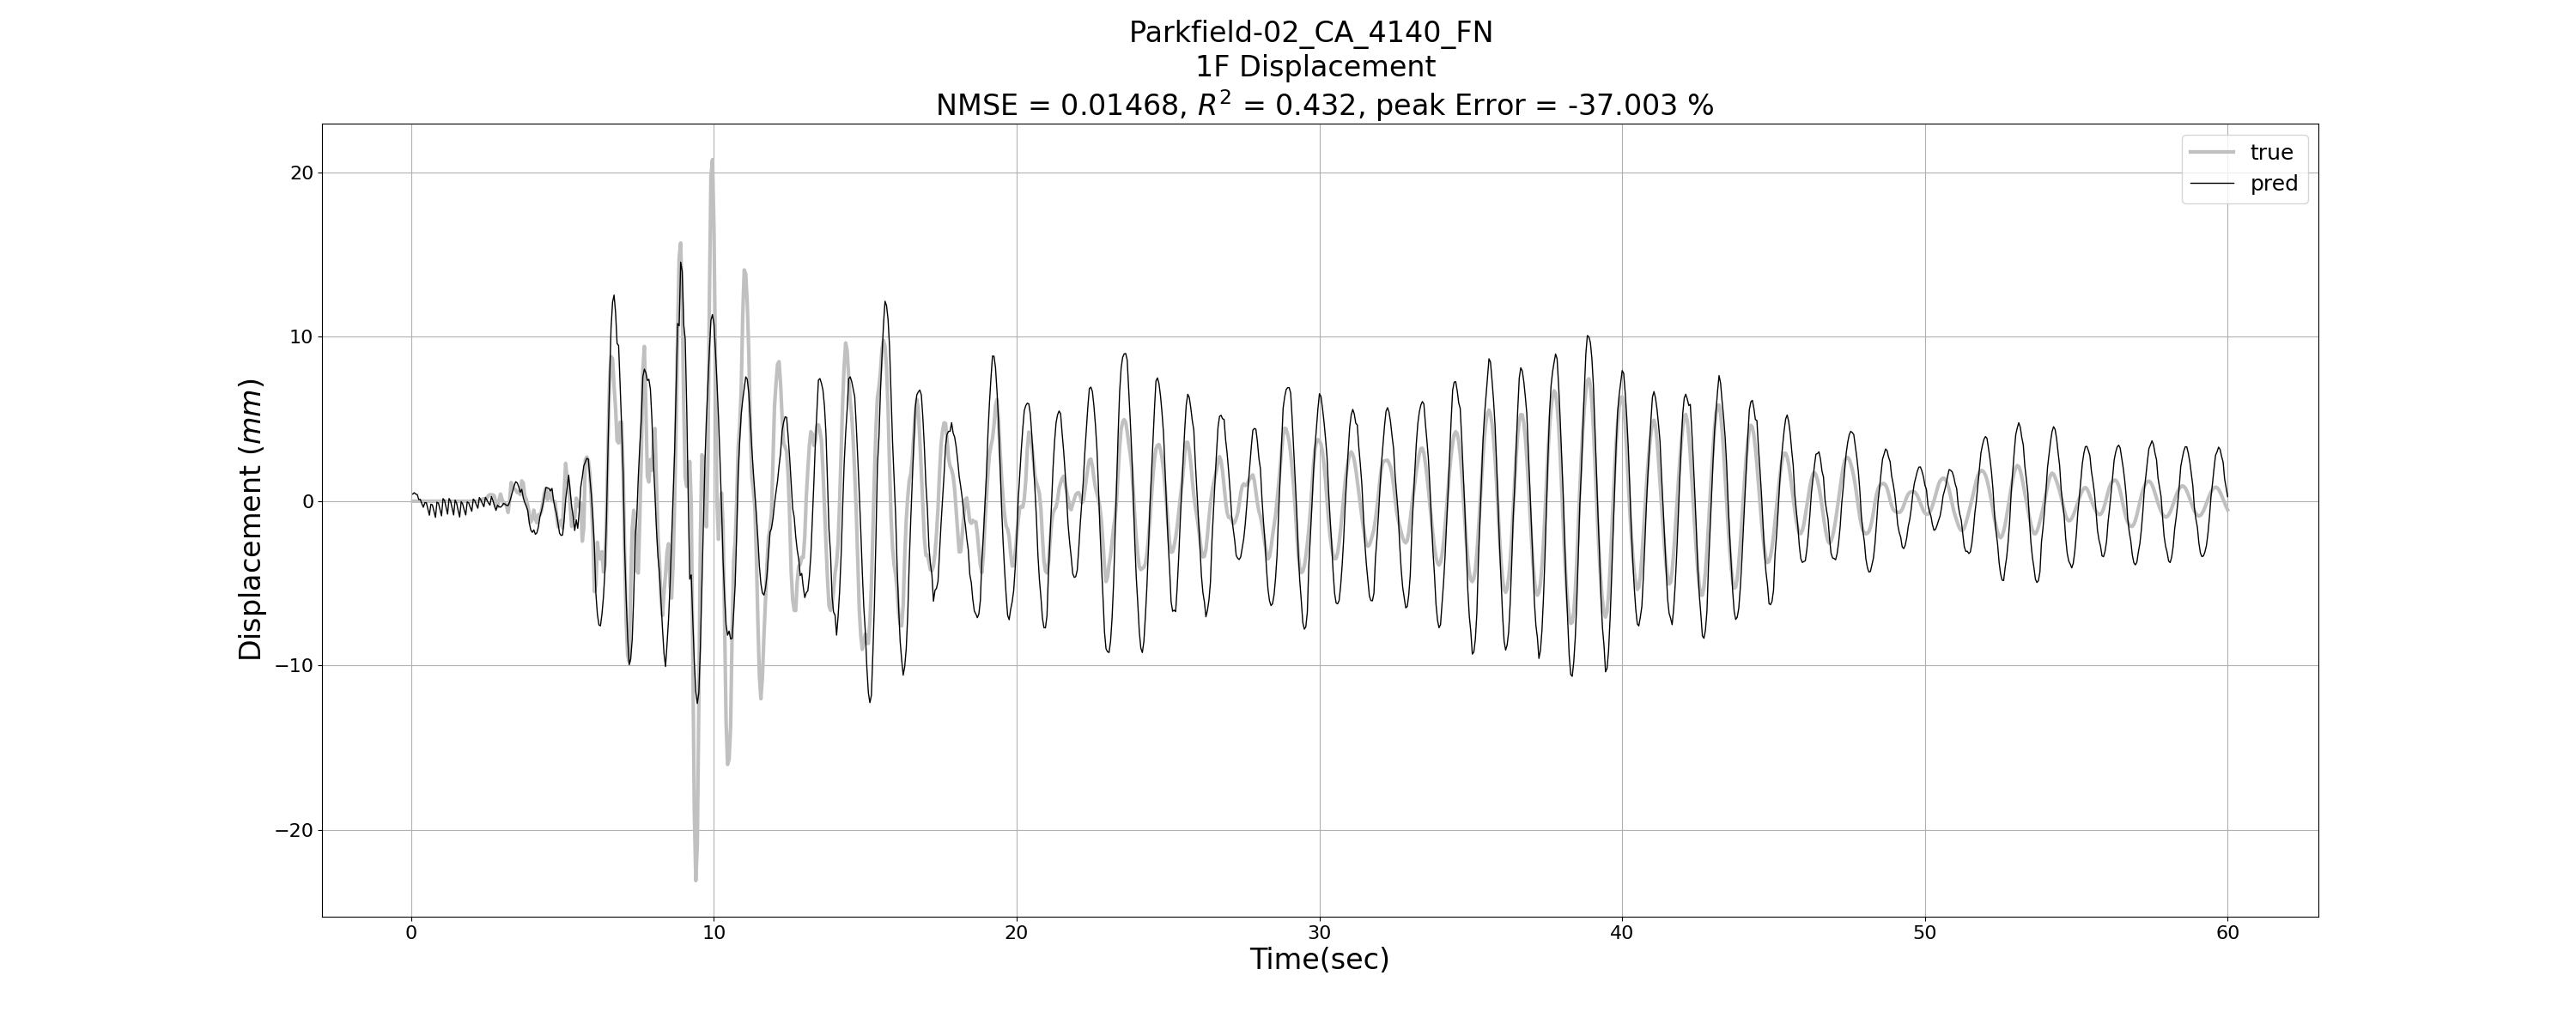 Parkfield-02_CA_4140_FN
1F Displacement
NMSE = 0.01468, R² = 0.432, peak Error = -37.003 %
true
pred
Displacement (mm)
20
10
0
−10
−20
0 10 20 30 40 50 60
Time(sec)